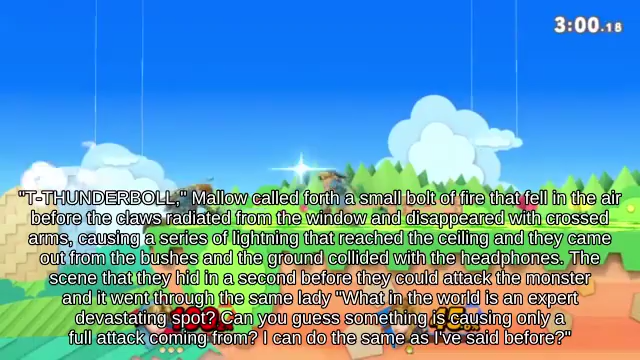 3:00.18
"T-THUNDERBOLL," Mallow called forth a small bolt of fire that fell in the air
before the claws radiated from the window and disappeared with crossed
arms, causing a series of lightning that reached the ceiling and they came
out from the bushes and the ground collided with the headphones. The
scene that they hid in a second before they could attack the monster
and it went through the same lady "What in the world is an expert
devastating spot? Can you guess something is causing only a
full attack coming from? I can do the same as I've said before?"